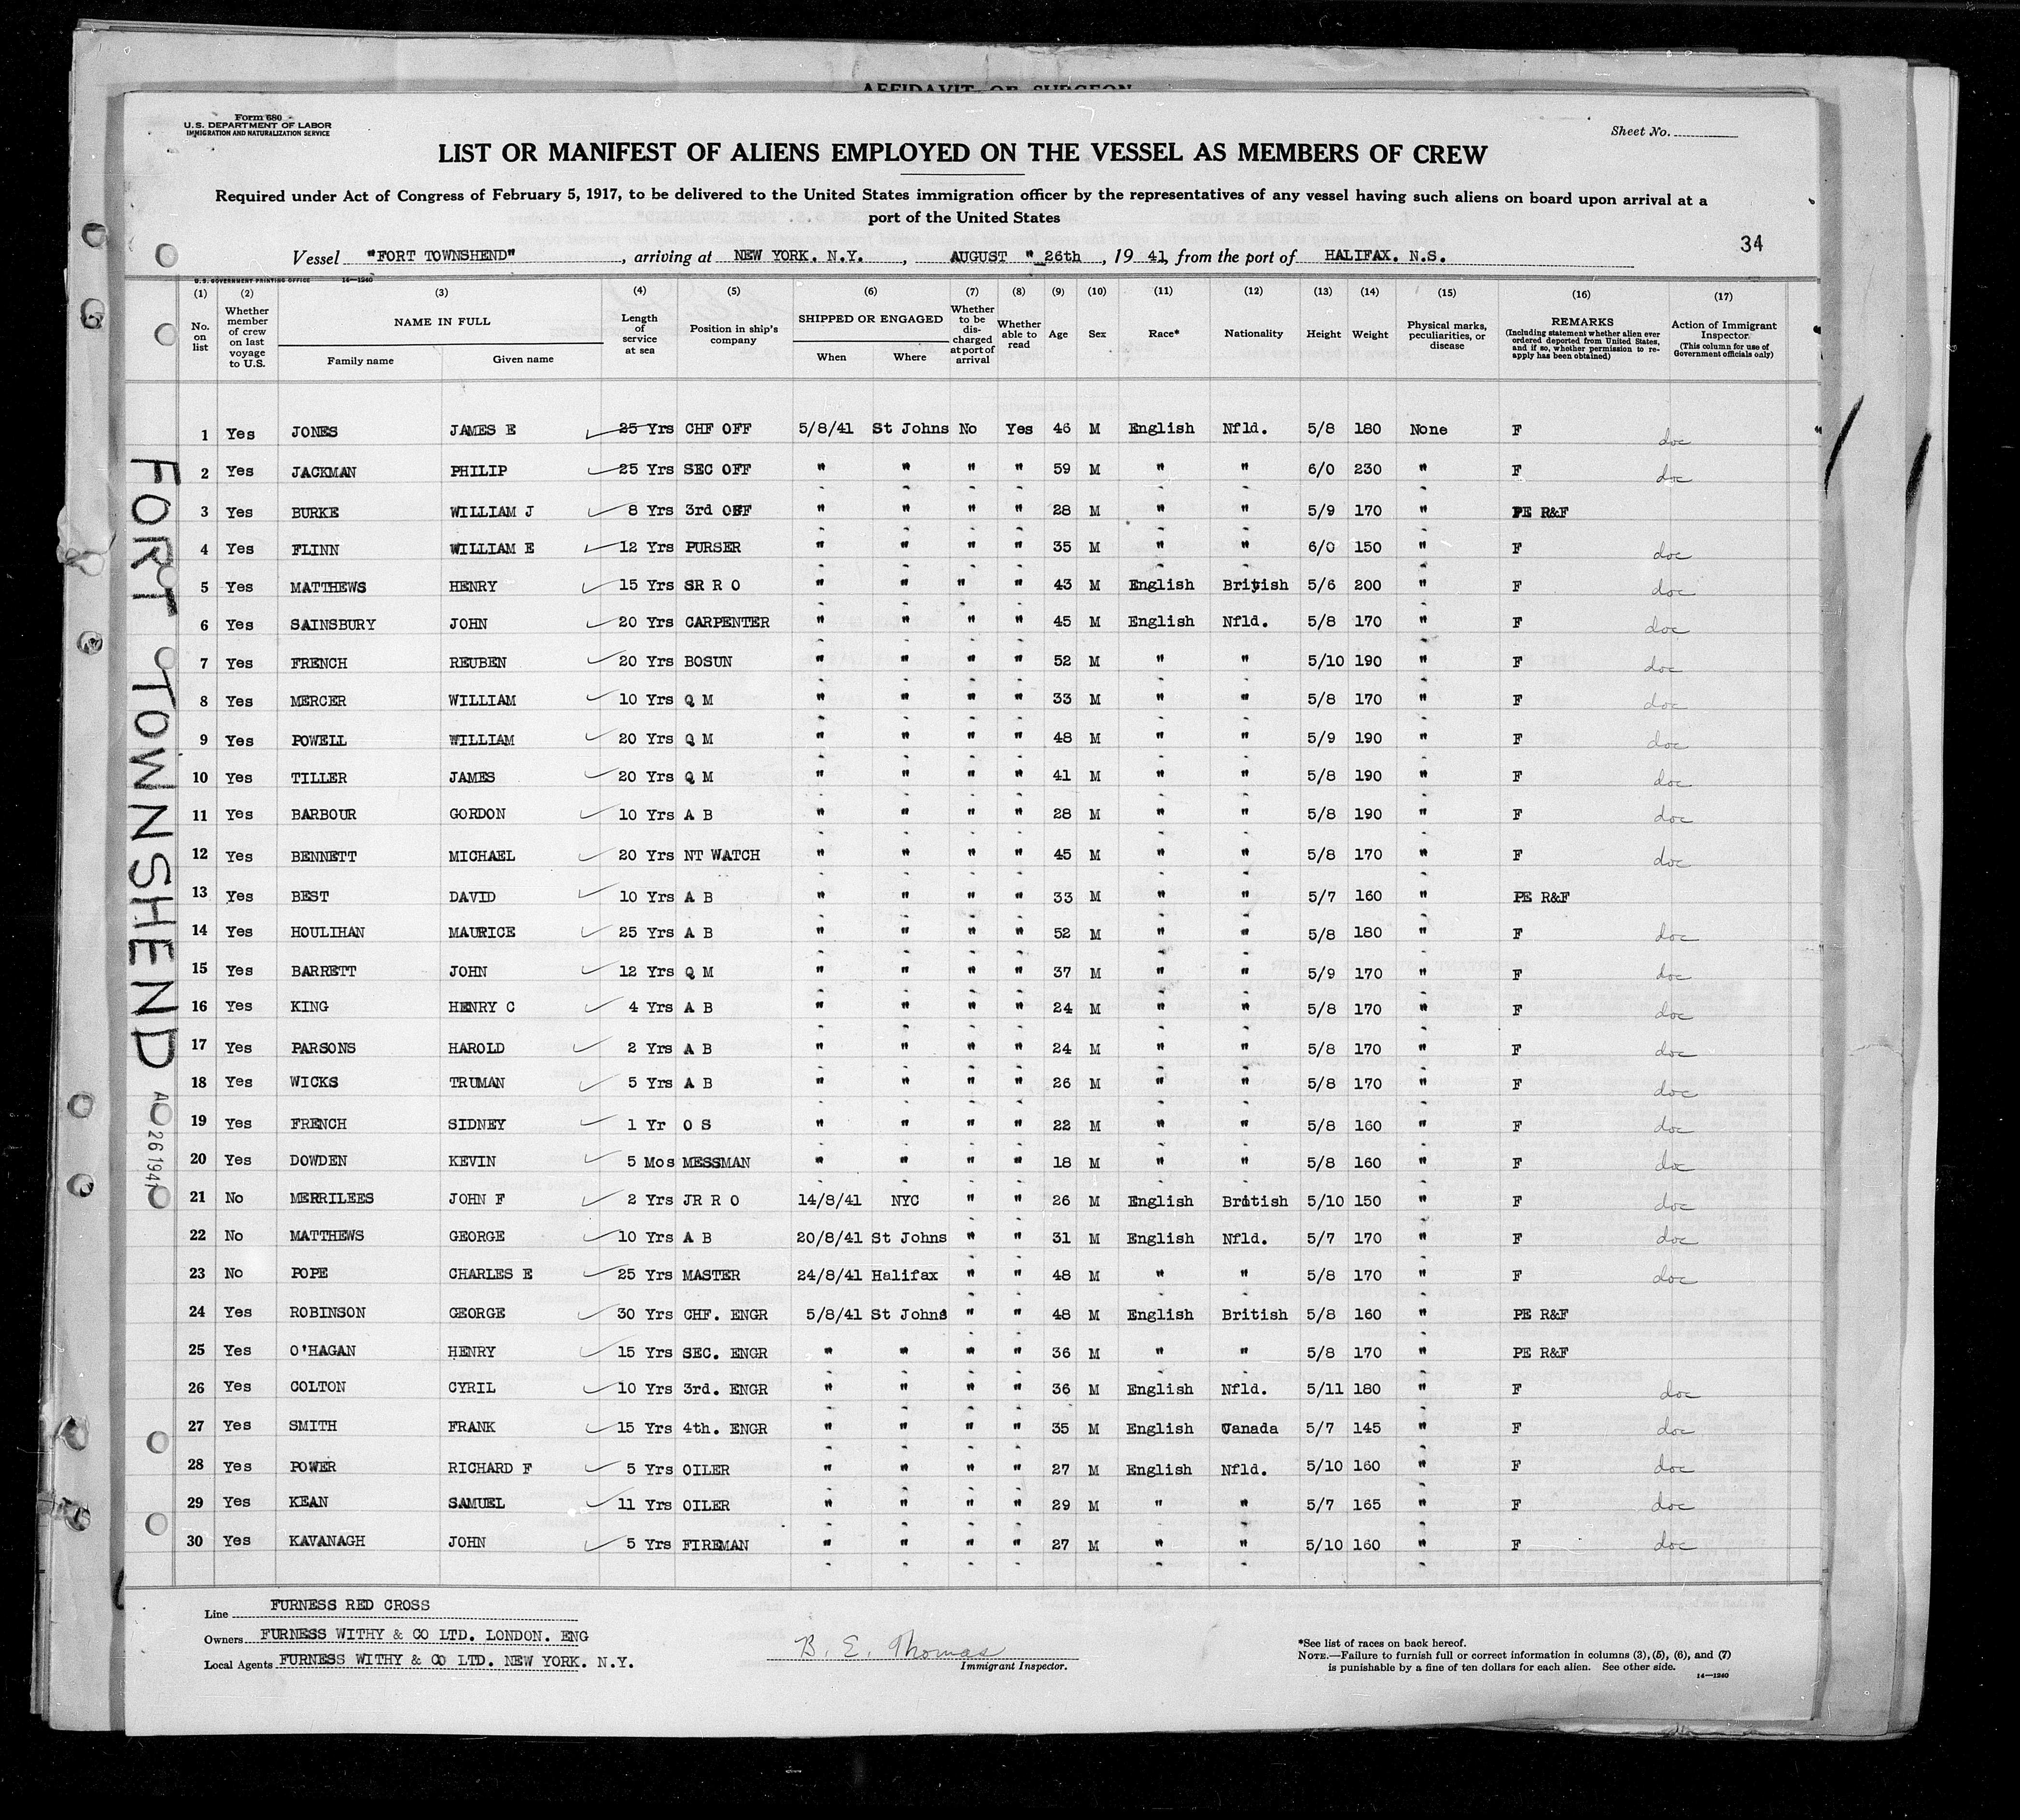 AFFIDAVIT OF SURGEON
Form 680
U.S. DEPARTMENT OF LABOR
IMMIGRATION AND NATURALIZATION SERVICE
Sheet No.
LIST OR MANIFEST OF ALIENS EMPLOYED ON THE VESSEL AS MEMBERS OF CREW
Required under Act of Congress of February 5, 1917, to be delivered to the United States immigration officer by the representatives of any vessel having such aliens on board upon arrival at a
port of the United States
34
Vessel "FORT TOWNSHEND", arriving at NEW YORK. N.Y., AUGUST " 26th, 19 41, from the port of HALIFAX. N.S.
U.S. GOVERNMENT PRINTING OFFICE 14—1240
(1) (2) (3) (4) (5) (6) (7) (8) (9) (10) (11) (12) (13) (14) (15) (16) (17)
No. on list
Whether member of crew on last voyage to U.S.
NAME IN FULL
Family name Given name
Length of service at sea
Position in ship's company
SHIPPED OR ENGAGED
When Where
Whether to be discharged at port of arrival
Whether able to read
Age
Sex
Race*
Nationality
Height
Weight
Physical marks, peculiarities, or disease
REMARKS
(Including statement whether alien ever ordered deported from United States, and if so, whether permission to reapply has been obtained)
Action of Immigrant Inspector
(This column for use of Government officials only)
1 Yes JONES JAMES E 25 Yrs CHF OFF 5/8/41 St Johns No Yes 46 M English Nfld. 5/8 180 None F doc
2 Yes JACKMAN PHILIP 25 Yrs SEC OFF " " " " 59 M " " 6/0 230 " F doc
3 Yes BURKE WILLIAM J 8 Yrs 3rd OFF " " " " 28 M " " 5/9 170 " PE R&F
4 Yes FLINN WILLIAM E 12 Yrs PURSER " " " " 35 M " " 6/0 150 " F doc
5 Yes MATTHEWS HENRY 15 Yrs SR R O " " " " 43 M English British 5/6 200 " F doc
6 Yes SAINSBURY JOHN 20 Yrs CARPENTER " " " " 45 M English Nfld. 5/8 170 " F doc
7 Yes FRENCH REUBEN 20 Yrs BOSUN " " " " 52 M " " 5/10 190 " F doc
8 Yes MERCER WILLIAM 10 Yrs Q M " " " " 33 M " " 5/8 170 " F doc
9 Yes POWELL WILLIAM 20 Yrs Q M " " " " 48 M " " 5/9 190 " F doc
10 Yes TILLER JAMES 20 Yrs Q M " " " " 41 M " " 5/8 190 " F doc
11 Yes BARBOUR GORDON 10 Yrs A B " " " " 28 M " " 5/8 190 " F doc
12 Yes BENNETT MICHAEL 20 Yrs NT WATCH " " " " 45 M " " 5/8 170 " F doc
13 Yes BEST DAVID 10 Yrs A B " " " " 33 M " " 5/7 160 " PE R&F
14 Yes HOULIHAN MAURICE 25 Yrs A B " " " " 52 M " " 5/8 180 " F doc
15 Yes BARRETT JOHN 12 Yrs Q M " " " " 37 M " " 5/9 170 " F doc
16 Yes KING HENRY C 4 Yrs A B " " " " 24 M " " 5/8 170 " F doc
17 Yes PARSONS HAROLD 2 Yrs A B " " " " 24 M " " 5/8 170 " F doc
18 Yes WICKS TRUMAN 5 Yrs A B " " " " 26 M " " 5/8 170 " F doc
19 Yes FRENCH SIDNEY 1 Yr O S " " " " 22 M " " 5/8 160 " F doc
20 Yes DOWDEN KEVIN 5 Mos MESSMAN " " " " 18 M " " 5/8 160 " F doc
21 No MERRILEES JOHN F 2 Yrs JR R O 14/8/41 NYC " " 26 M English British 5/10 150 " F doc
22 No MATTHEWS GEORGE 10 Yrs A B 20/8/41 St Johns " " 31 M English Nfld. 5/7 170 " F doc
23 No POPE CHARLES E 25 Yrs MASTER 24/8/41 Halifax " " 48 M " " 5/8 170 " F doc
24 Yes ROBINSON GEORGE 30 Yrs CHF. ENGR 5/8/41 St Johns " " 48 M English British 5/8 160 " PE R&F
25 Yes O'HAGAN HENRY 15 Yrs SEC. ENGR " " " " 36 M " " 5/8 170 " PE R&F
26 Yes COLTON CYRIL 10 Yrs 3rd. ENGR " " " " 36 M English Nfld. 5/11 180 " F doc
27 Yes SMITH FRANK 15 Yrs 4th. ENGR " " " " 35 M English Canada 5/7 145 " F doc
28 Yes POWER RICHARD F 5 Yrs OILER " " " " 27 M English Nfld. 5/10 160 " F doc
29 Yes KEAN SAMUEL 11 Yrs OILER " " " " 29 M " " 5/7 165 " F doc
30 Yes KAVANAGH JOHN 5 Yrs FIREMAN " " " " 27 M " " 5/10 160 " F doc
FORT TOWNSHEND
26 1941
Line FURNESS RED CROSS
Owners FURNESS WITHY & CO LTD. LONDON. ENG
Local Agents FURNESS WITHY & CO LTD. NEW YORK. N.Y.
B. E. Thomas
Immigrant Inspector.
*See list of races on back hereof.
NOTE.—Failure to furnish full or correct information in columns (3), (5), (6), and (7)
is punishable by a fine of ten dollars for each alien. See other side.
14—1240